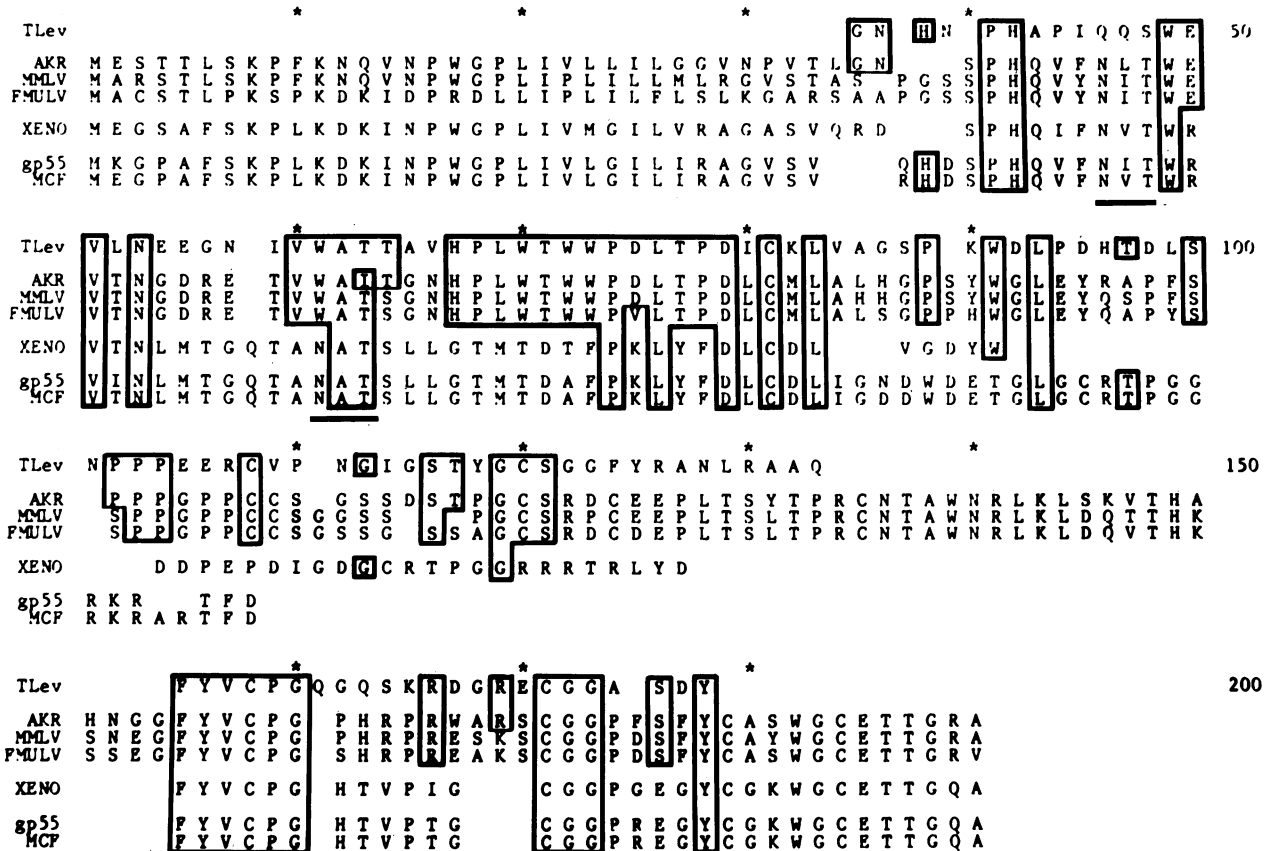 * * * *
TLev G N H N P H A P I Q Q S W E 50
AKR M E S T T L S K P F K N Q V N P W G P L I V L L I L G G V N P V T L G N S P H Q V F N L T W E
MMLV M A R S T L S K P F K N Q V N P W G P L I P L I L L M L R G V S T A S P G S S P H Q V Y N I T W E
FMULV M A C S T L P K S P K D K I D P R D L L I P L I L F L S L K G A R S A A P G S S P H Q V Y N I T W E
XENO M E G S A F S K P L K D K I N P W G P L I V M G I L V R A G A S V Q R D S P H Q I F N V T W R
gp55 M K G P A F S K P L K D K I N P W G P L I V L G I L I R A G V S V Q H D S P H Q V F N I T W R
MCF M E G P A F S K P L K D K I N P W G P L I V L G I L I R A G V S V R H D S P H Q V F N V T W R
* * * *
TLev V L N E E G N I V W A T T A V H P L W T W W P D L T P D I C K L V A G S P K W D L P D H T D L S 100
AKR V T N G D R E T V W A I T G N H P L W T W W P D L T P D L C M L A L H G P S Y W G L E Y R A P F S
MMLV V T N G D R E T V W A T S G N H P L W T W W P D L T P D L C M L A H H G P S Y W G L E Y Q S P F S
FMULV V T N G D R E T V W A T S G N H P L W T W W P V L T P D L C M L A L S G P P H W G L E Y Q A P Y S
XENO V T N L M T G Q T A N A T S L L G T M T D T F P K L Y F D L C D L V G D Y W
gp55 V I N L M T G Q T A N A T S L L G T M T D A F P K L Y F D L C D L I G N D W D E T G L G C R T P G G
MCF V T N L M T G Q T A N A T S L L G T M T D A F P K L Y F D L C D L I G D D W D E T G L G C R T P G G
* * * *
TLev N P P P E E R C V P N G I G S T Y G C S G G F Y R A N L R A A Q 150
AKR P P P G P P C C S G S S D S T P G C S R D C E E P L T S Y T P R C N T A W N R L K L S K V T H A
MMLV S P P G P P C C S G G S S P G C S R P C E E P L T S L T P R C N T A W N R L K L D Q T T H K
FMULV S P P G P P C C S G S S G S S A G C S R D C D E P L T S L T P R C N T A W N R L K L D Q V T H K
XENO D D P E P D I G D G C R T P G G R R R T R L Y D
gp55 R K R T F D
MCF R K R A R T F D
* * *
TLev F Y V C P G Q G Q S K R D G R E C G G A S D Y 200
AKR H N G G F Y V C P G P H R P R W A R S C G G P F S F Y C A S W G C E T T G R A
MMLV S N E G F Y V C P G P H R P R E S K S C G G P D S F Y C A Y W G C E T T G R A
FMULV S S E G F Y V C P G S H R P R E A K S C G G P D S F Y C A S W G C E T T G R V
XENO F Y V C P G H T V P I G C G G P G E G Y C G K W G C E T T G Q A
gp55 F Y V C P G H T V P T G C G G P R E G Y C G K W G C E T T G Q A
MCF F Y V C P G H T V P T G C G G P R E G Y C G K W G C E T T G Q A